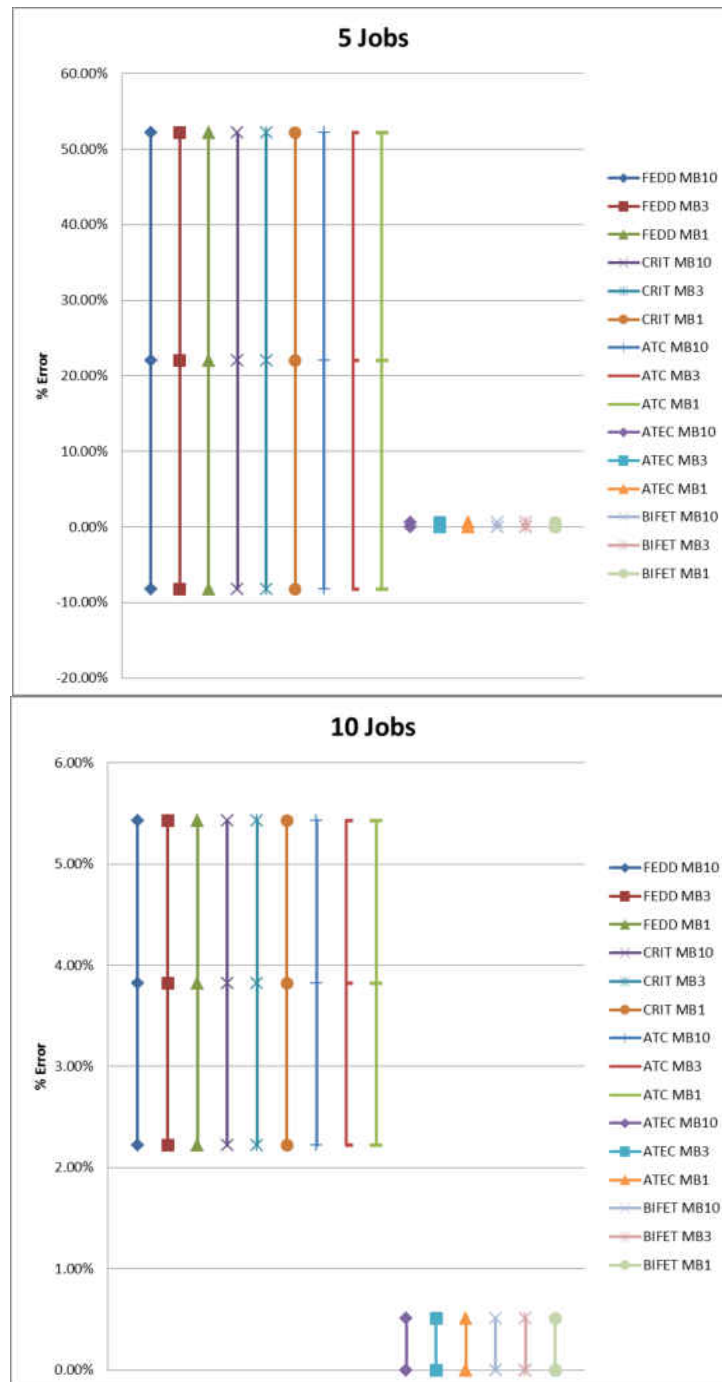 5 Jobs
60.00%
50.00%
40.00%
30.00%
20.00%
10.00%
0.00%
-10.00%
-20.00%
% Error
FEDD MB10
FEDD MB3
FEDD MB1
CRIT MB10
CRIT MB3
CRIT MB1
ATC MB10
ATC MB3
ATC MB1
ATEC MB10
ATEC MB3
ATEC MB1
BIFET MB10
BIFET MB3
BIFET MB1
10 Jobs
6.00%
5.00%
4.00%
3.00%
2.00%
1.00%
0.00%
% Error
FEDD MB10
FEDD MB3
FEDD MB1
CRIT MB10
CRIT MB3
CRIT MB1
ATC MB10
ATC MB3
ATC MB1
ATEC MB10
ATEC MB3
ATEC MB1
BIFET MB10
BIFET MB3
BIFET MB1